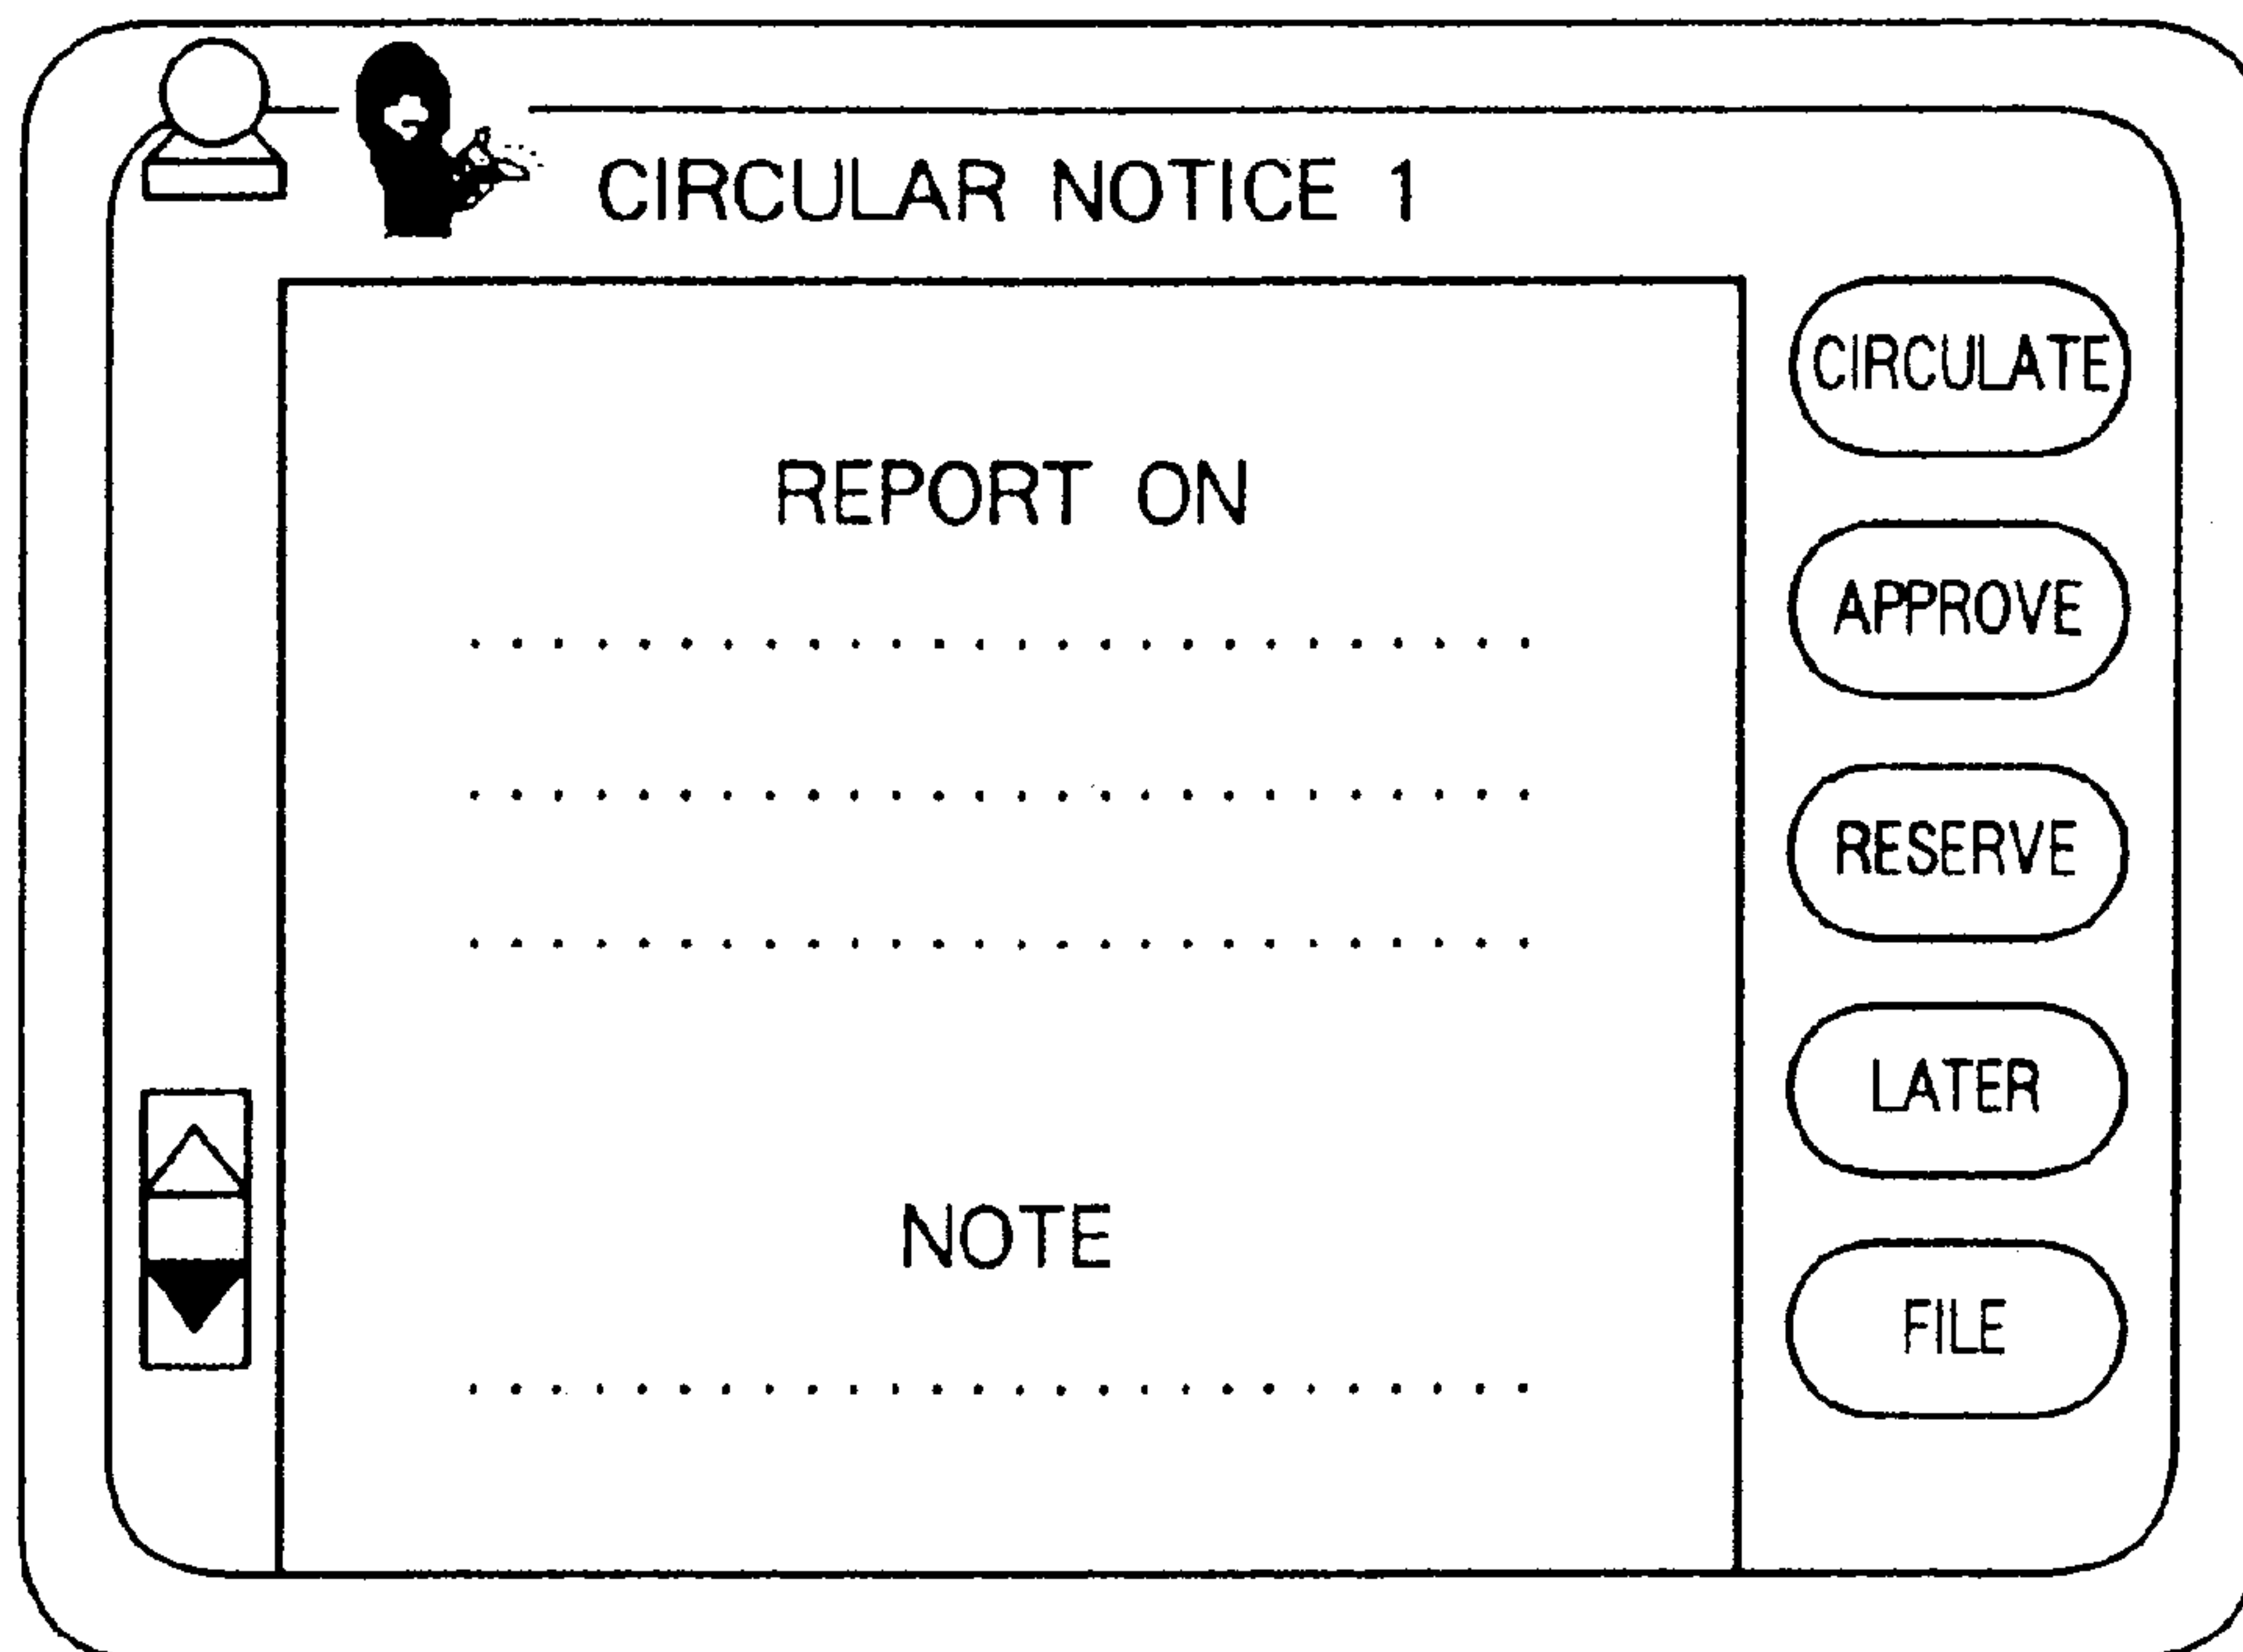 CIRCULAR NOTICE 1
REPORT ON
. . . . . . . . . . . . . . . . . . . . . . . . . .
. . . . . . . . . . . . . . . . . . . . . . . . . .
. . . . . . . . . . . . . . . . . . . . . . . . . .
NOTE
. . . . . . . . . . . . . . . . . . . . . . . . . .
CIRCULATE
APPROVE
RESERVE
LATER
FILE